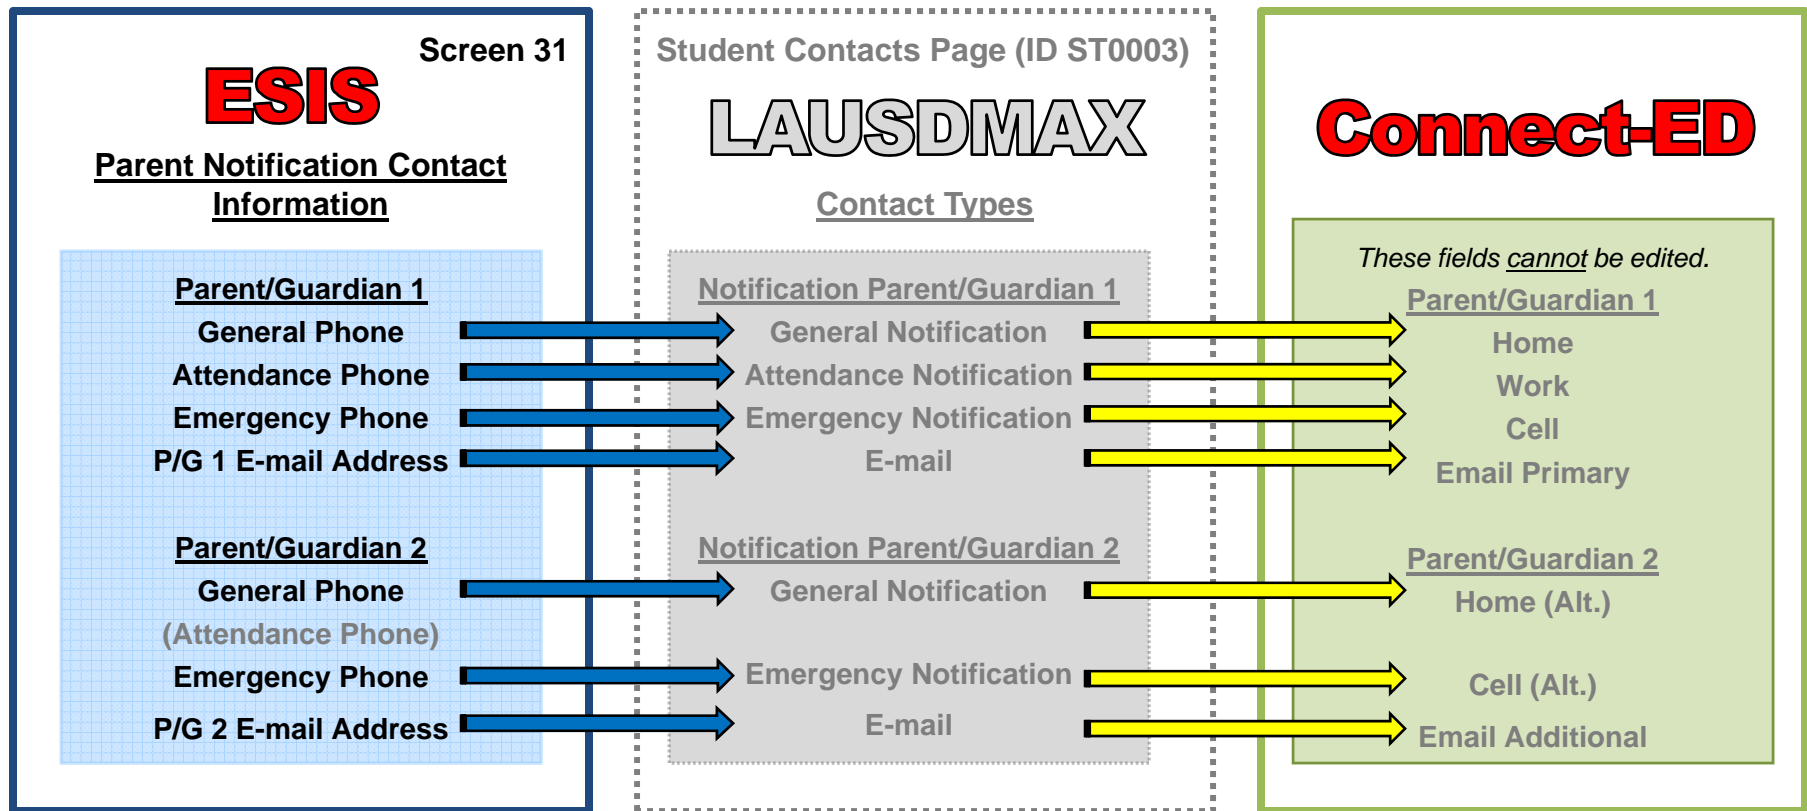 Screen 31
ESIS
Parent Notification Contact
Information
Parent/Guardian 1
General Phone
Attendance Phone
Emergency Phone
P/G 1 E-mail Address
Parent/Guardian 2
General Phone
(Attendance Phone)
Emergency Phone
P/G 2 E-mail Address
Student Contacts Page (ID ST0003)
LAUSDMAX
Contact Types
Notification Parent/Guardian 1
General Notification
Attendance Notification
Emergency Notification
E-mail
Notification Parent/Guardian 2
General Notification
Emergency Notification
E-mail
Connect-ED
These fields cannot be edited.
Parent/Guardian 1
Home
Work
Cell
Email Primary
Parent/Guardian 2
Home (Alt.)
Cell (Alt.)
Email Additional